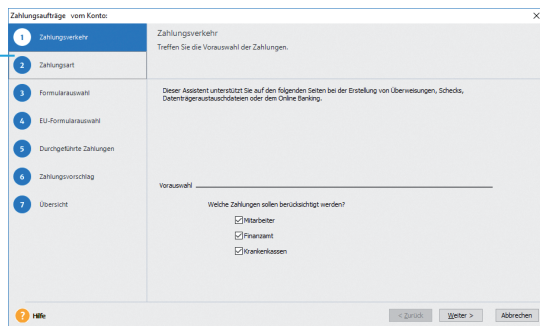 Zahlungsaufträge vom Konto:
1 Zahlungsverkehr
2 Zahlungsart
3 Formularauswahl
4 EU-Formularauswahl
5 Durchgeführte Zahlungen
6 Zahlungsvorschlag
7 Übersicht
Zahlungsverkehr
Treffen Sie die Vorauswahl der Zahlungen.
Dieser Assistent unterstützt Sie auf den folgenden Seiten bei der Erstellung von Überweisungen, Schecks,
Datenträgeraustauschdateien oder dem Online Banking.
Vorauswahl
Welche Zahlungen sollen berücksichtigt werden?
Mitarbeiter
Finanzamt
Krankenkassen
? Hilfe
< Zurück Weiter > Abbrechen